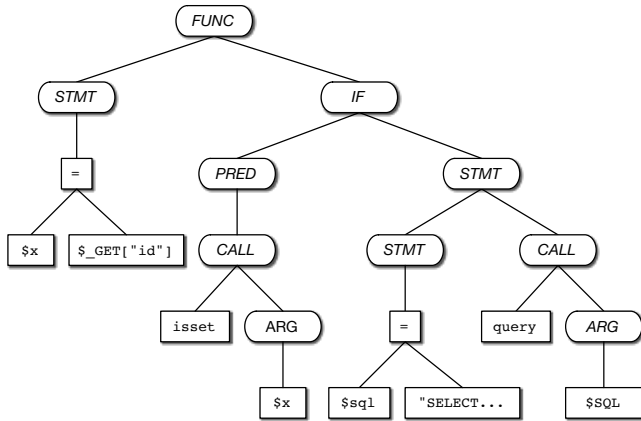 FUNC
STMT IF
= PRED STMT
$x $_GET["id"] CALL STMT CALL
isset ARG = query ARG
$x $sql "SELECT... $SQL